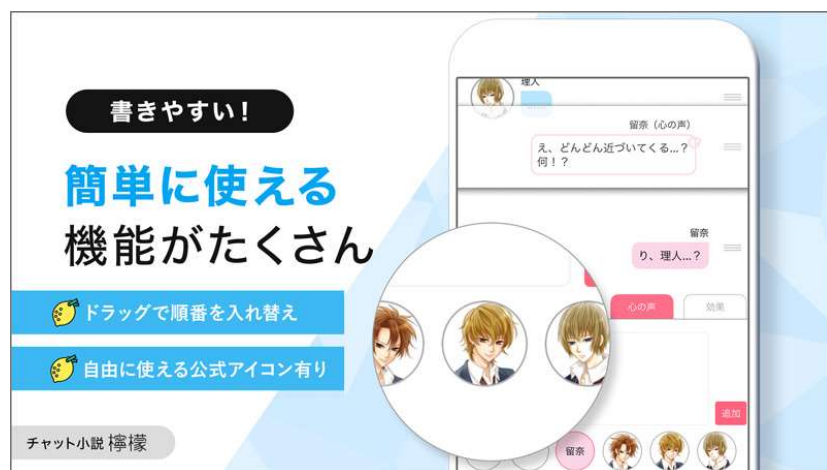 書きやすい！
簡単に使える
機能がたくさん
ドラッグで順番を入れ替え
自由に使える公式アイコン有り
チャット小説 檸檬
理人
留奈（心の声）
え、どんどん近づいてくる...？
何！？
留奈
り、理人...？
心の声
効果
追加
留奈